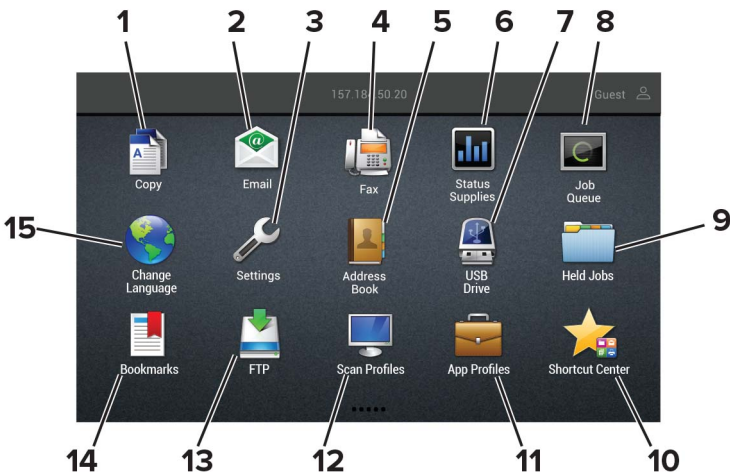 1 2 3 4 5 6 7 8
157.184.50.20 Guest
Copy Email Fax Status Job
Supplies Queue
15 9
Change Settings Address USB Held Jobs
Language Book Drive
Bookmarks FTP Scan Profiles App Profiles Shortcut Center
14 13 12 11 10